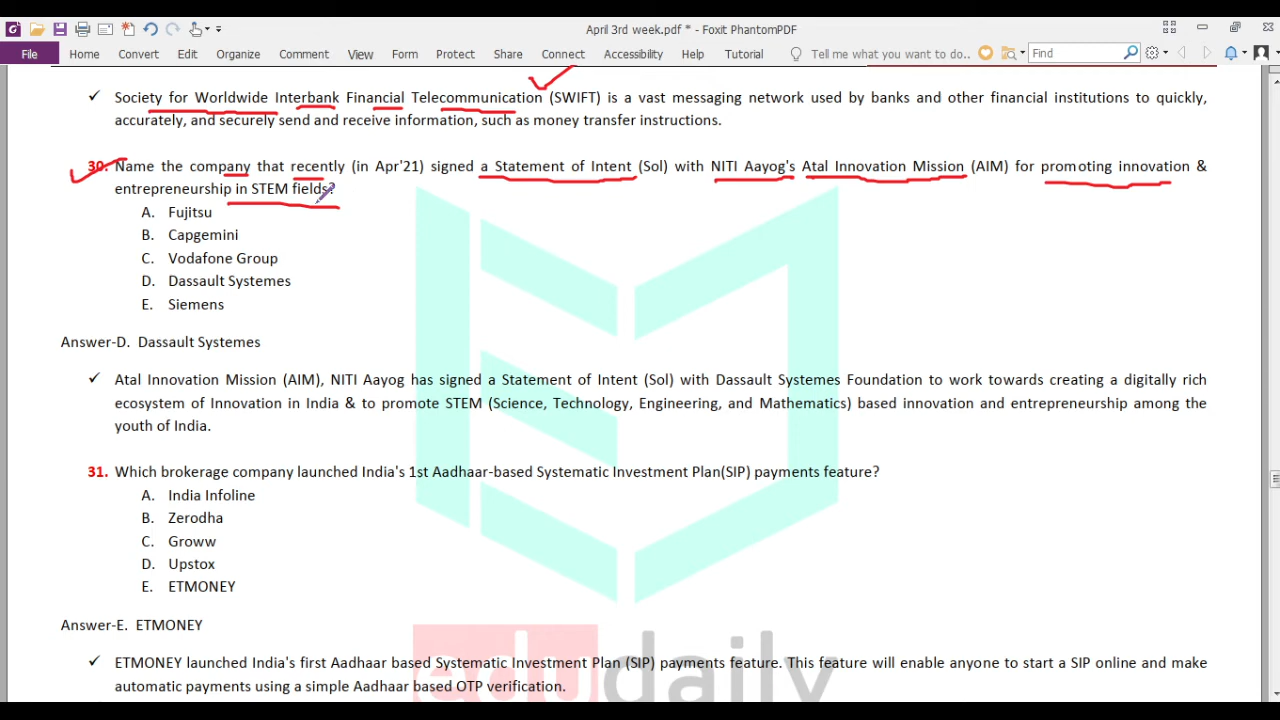 April 3rd week.pdf * - Foxit PhantomPDF
File Home Convert Edit Organize Comment View Form Protect Share Connect Accessibility Help Tutorial Tell me what you want to do.. Find
✓ Society for Worldwide Interbank Financial Telecommunication (SWIFT) is a vast messaging network used by banks and other financial institutions to quickly,
accurately, and securely send and receive information, such as money transfer instructions.
30. Name the company that recently (in Apr'21) signed a Statement of Intent (SoI) with NITI Aayog's Atal Innovation Mission (AIM) for promoting innovation &
entrepreneurship in STEM fields?
A. Fujitsu
B. Capgemini
C. Vodafone Group
D. Dassault Systemes
E. Siemens
Answer-D. Dassault Systemes
✓ Atal Innovation Mission (AIM), NITI Aayog has signed a Statement of Intent (SoI) with Dassault Systemes Foundation to work towards creating a digitally rich
ecosystem of Innovation in India & to promote STEM (Science, Technology, Engineering, and Mathematics) based innovation and entrepreneurship among the
youth of India.
31. Which brokerage company launched India's 1st Aadhaar-based Systematic Investment Plan(SIP) payments feature?
A. India Infoline
B. Zerodha
C. Groww
D. Upstox
E. ETMONEY
Answer-E. ETMONEY
✓ ETMONEY launched India's first Aadhaar based Systematic Investment Plan (SIP) payments feature. This feature will enable anyone to start a SIP online and make
automatic payments using a simple Aadhaar based OTP verification.
edudaily